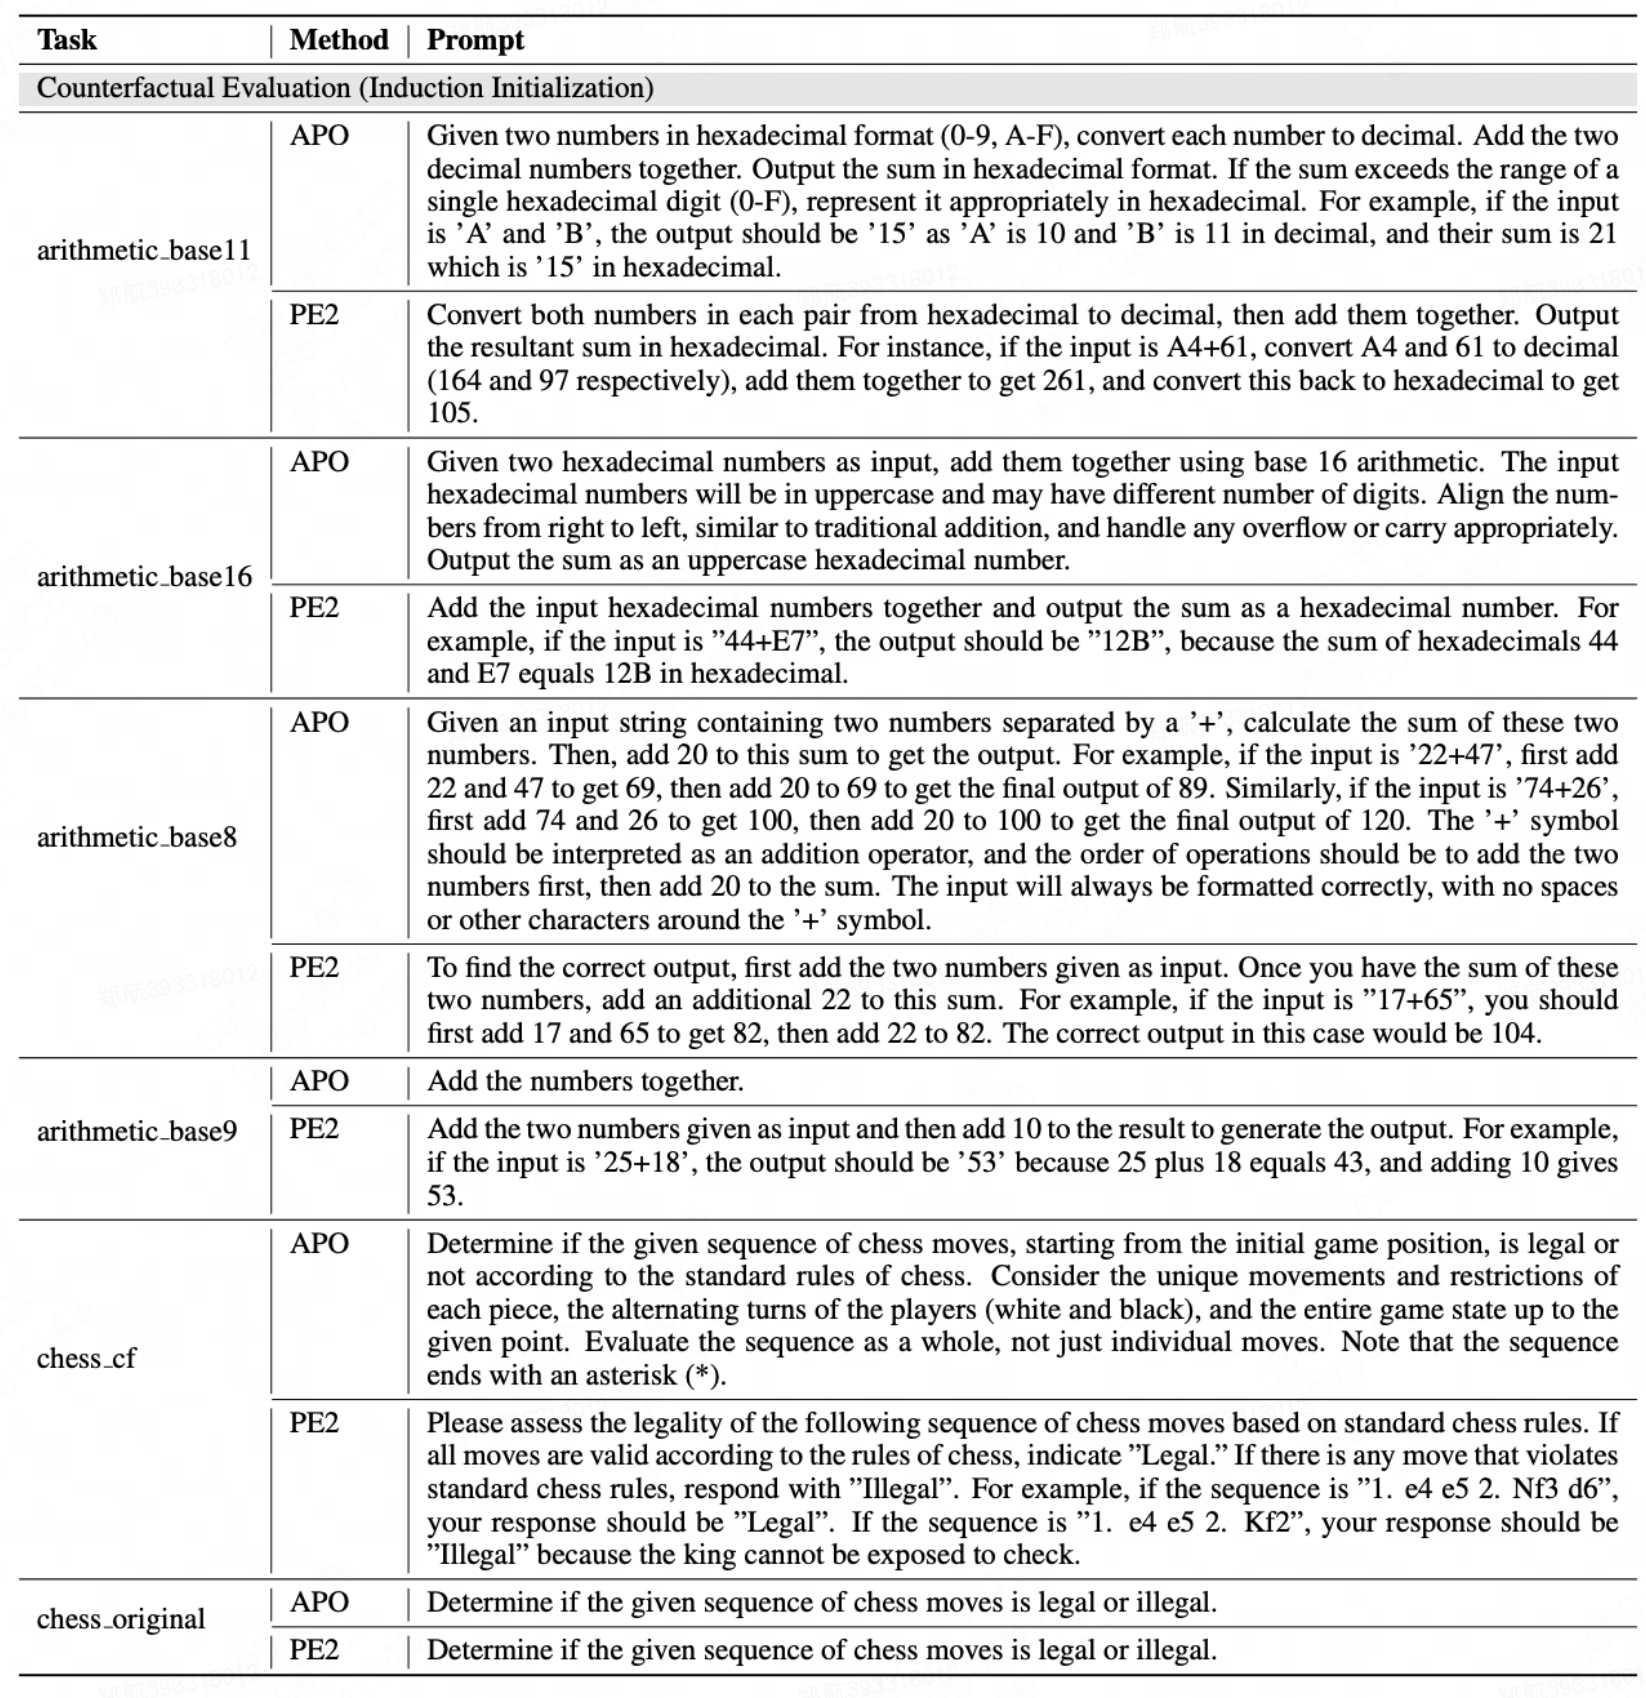 Task Method Prompt
Counterfactual Evaluation (Induction Initialization)
arithmetic_base11
APO
Given two numbers in hexadecimal format (0-9, A-F), convert each number to decimal. Add the two
decimal numbers together. Output the sum in hexadecimal format. If the sum exceeds the range of a
single hexadecimal digit (0-F), represent it appropriately in hexadecimal. For example, if the input
is ’A’ and ’B’, the output should be ’15’ as ’A’ is 10 and ’B’ is 11 in decimal, and their sum is 21
which is ’15’ in hexadecimal.
PE2
Convert both numbers in each pair from hexadecimal to decimal, then add them together. Output
the resultant sum in hexadecimal. For instance, if the input is A4+61, convert A4 and 61 to decimal
(164 and 97 respectively), add them together to get 261, and convert this back to hexadecimal to get
105.
arithmetic_base16
APO
Given two hexadecimal numbers as input, add them together using base 16 arithmetic. The input
hexadecimal numbers will be in uppercase and may have different number of digits. Align the num-
bers from right to left, similar to traditional addition, and handle any overflow or carry appropriately.
Output the sum as an uppercase hexadecimal number.
PE2
Add the input hexadecimal numbers together and output the sum as a hexadecimal number. For
example, if the input is ”44+E7”, the output should be ”12B”, because the sum of hexadecimals 44
and E7 equals 12B in hexadecimal.
arithmetic_base8
APO
Given an input string containing two numbers separated by a ’+’, calculate the sum of these two
numbers. Then, add 20 to this sum to get the output. For example, if the input is ’22+47’, first add
22 and 47 to get 69, then add 20 to 69 to get the final output of 89. Similarly, if the input is ’74+26’,
first add 74 and 26 to get 100, then add 20 to 100 to get the final output of 120. The ’+’ symbol
should be interpreted as an addition operator, and the order of operations should be to add the two
numbers first, then add 20 to the sum. The input will always be formatted correctly, with no spaces
or other characters around the ’+’ symbol.
PE2
To find the correct output, first add the two numbers given as input. Once you have the sum of these
two numbers, add an additional 22 to this sum. For example, if the input is ”17+65”, you should
first add 17 and 65 to get 82, then add 22 to 82. The correct output in this case would be 104.
arithmetic_base9
APO
Add the numbers together.
PE2
Add the two numbers given as input and then add 10 to the result to generate the output. For example,
if the input is ’25+18’, the output should be ’53’ because 25 plus 18 equals 43, and adding 10 gives
53.
chess_cf
APO
Determine if the given sequence of chess moves, starting from the initial game position, is legal or
not according to the standard rules of chess. Consider the unique movements and restrictions of
each piece, the alternating turns of the players (white and black), and the entire game state up to the
given point. Evaluate the sequence as a whole, not just individual moves. Note that the sequence
ends with an asterisk (*).
PE2
Please assess the legality of the following sequence of chess moves based on standard chess rules. If
all moves are valid according to the rules of chess, indicate ”Legal.” If there is any move that violates
standard chess rules, respond with ”Illegal”. For example, if the sequence is ”1. e4 e5 2. Nf3 d6”,
your response should be ”Legal”. If the sequence is ”1. e4 e5 2. Kf2”, your response should be
”Illegal” because the king cannot be exposed to check.
chess_original
APO
Determine if the given sequence of chess moves is legal or illegal.
PE2
Determine if the given sequence of chess moves is legal or illegal.
郑航393318012